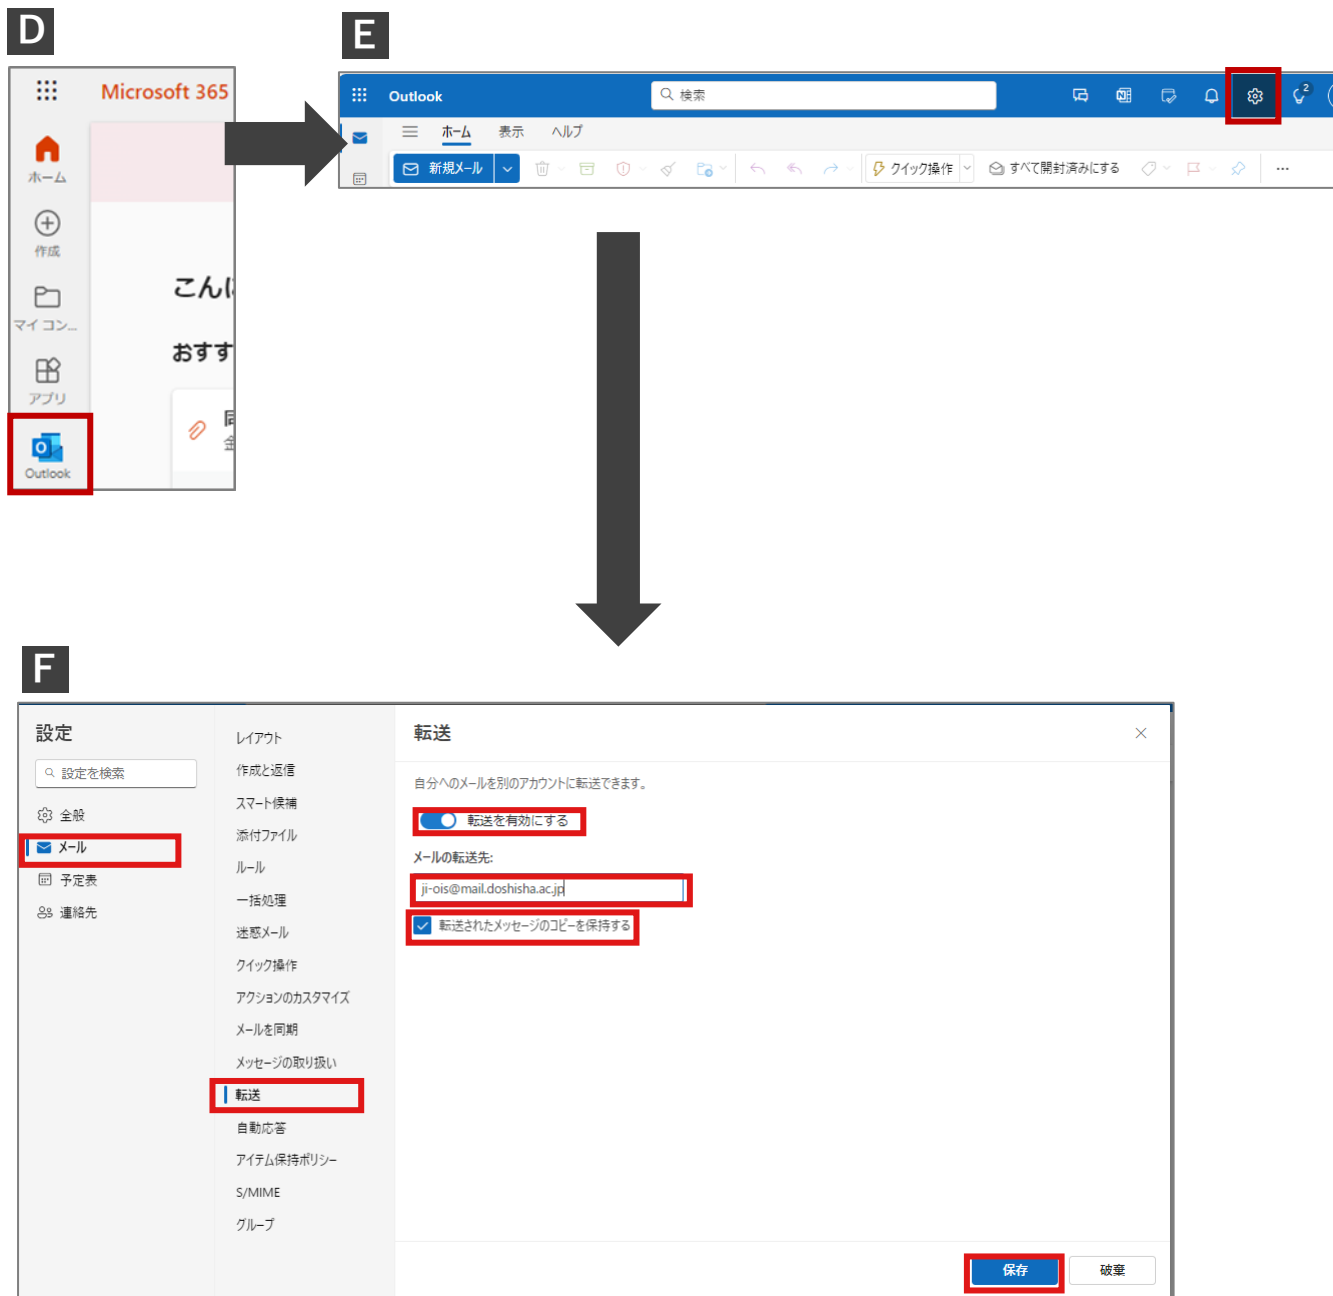 D
Microsoft 365
ホーム
作成
マイ コン...
アプリ
Outlook
こんに
おすす
E
Outlook
検索
2
ホーム 表示 ヘルプ
新規メール
クイック操作
すべて開封済みにする
...
F
設定
設定を検索
全般
メール
予定表
連絡先
レイアウト
作成と返信
スマート候補
添付ファイル
ルール
一括処理
迷惑メール
クイック操作
アクションのカスタマイズ
メールを同期
メッセージの取り扱い
転送
自動応答
アイテム保持ポリシー
S/MIME
グループ
転送
自分へのメールを別のアカウントに転送できます。
転送を有効にする
メールの転送先:
ji-ois@mail.doshisha.ac.jp
転送されたメッセージのコピーを保持する
保存
破棄